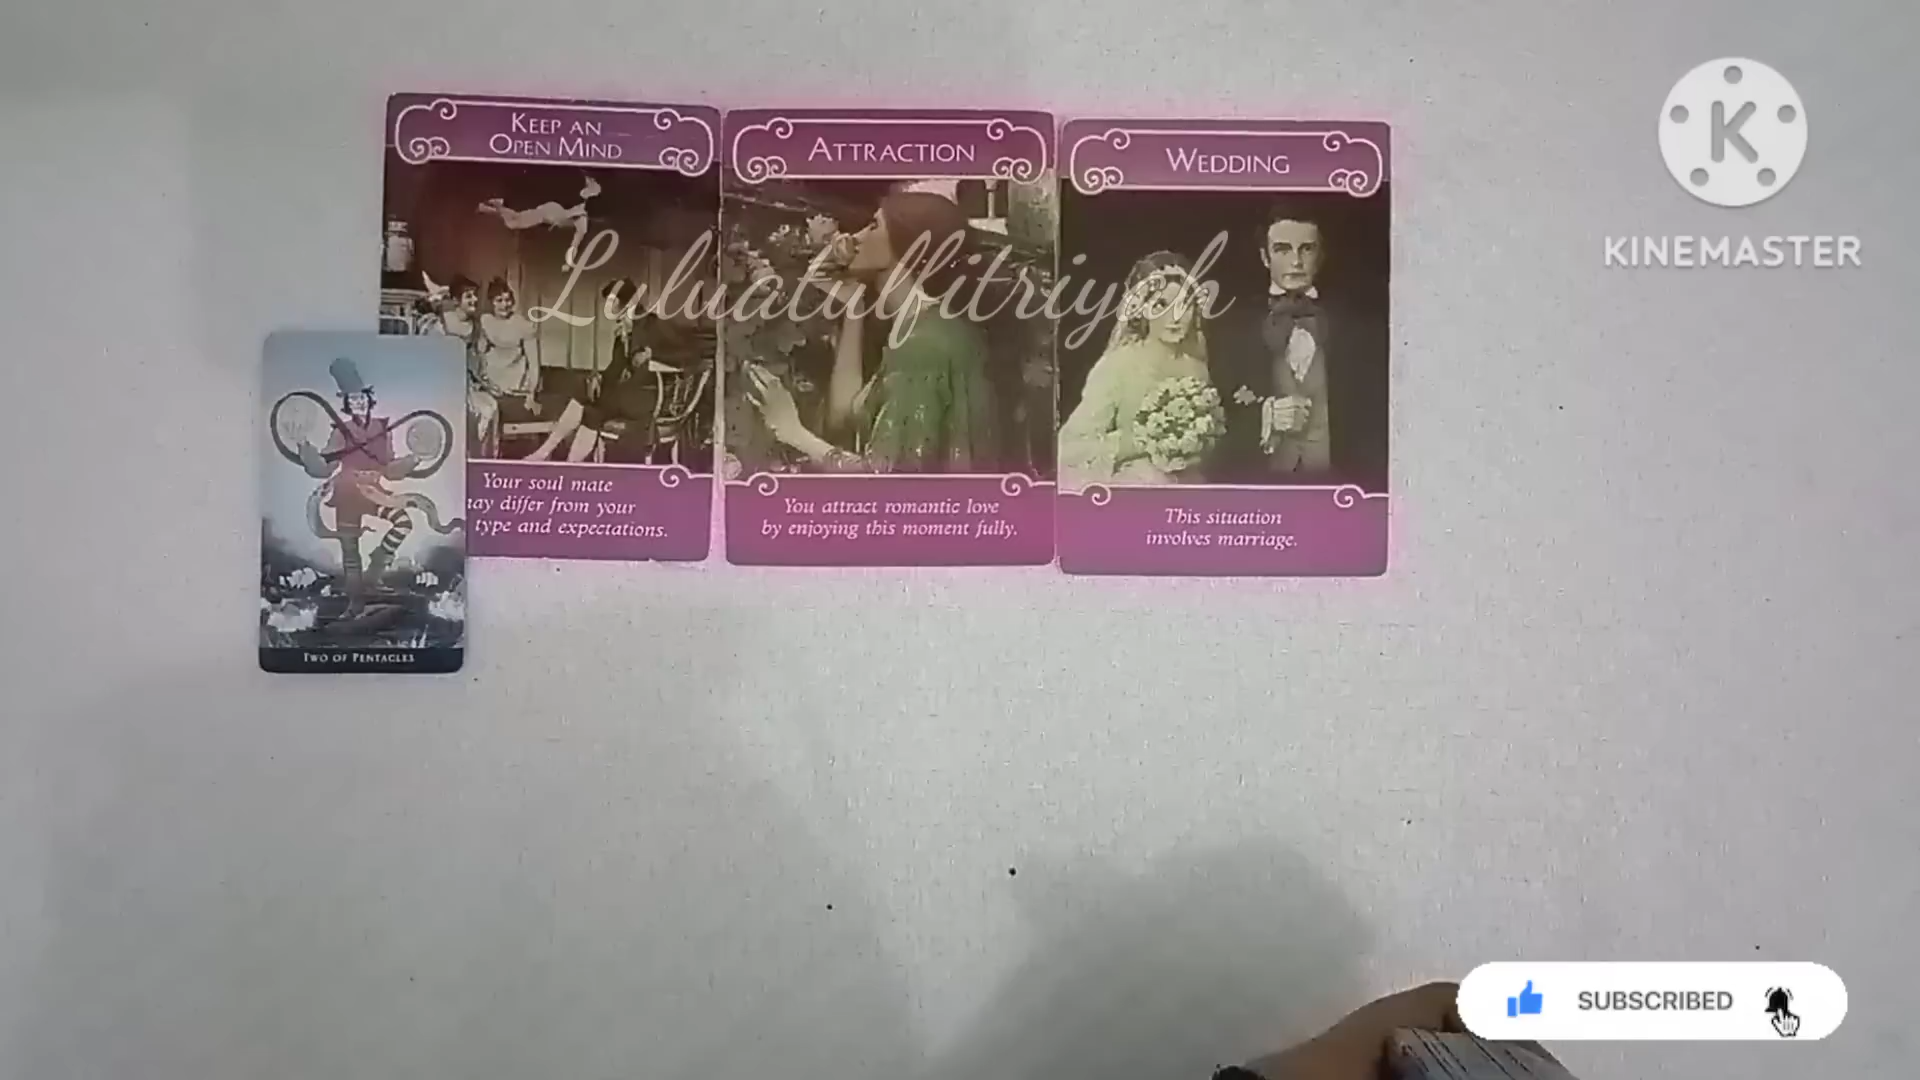 KEEP AN
OPEN MIND
ATTRACTION
WEDDING
K
KINEMASTER
Luluatulfitriyah
Your soul mate
may differ from your
type and expectations.
You attract romantic love
by enjoying this moment fully.
This situation
involves marriage.
TWO OF PENTACLES
SUBSCRIBED